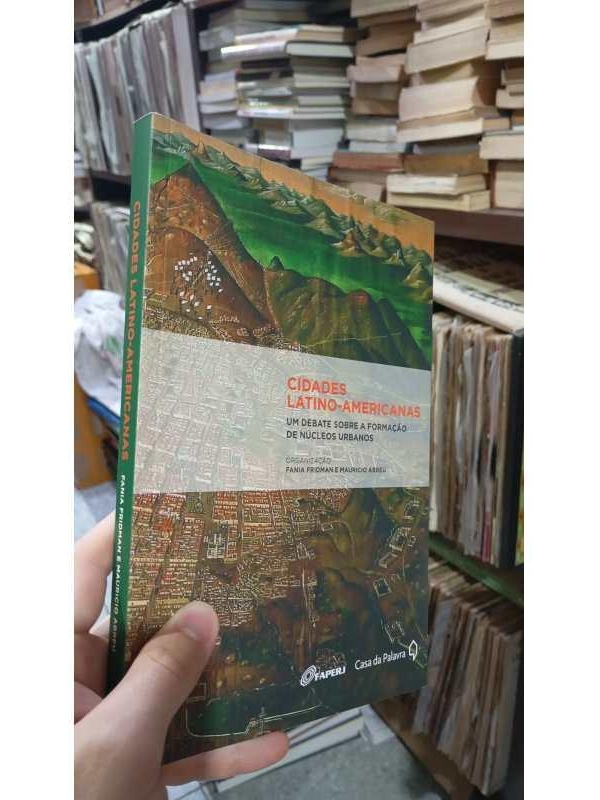 CIDADES
LATINO-AMERICANAS
UM DEBATE SOBRE A FORMAÇÃO
DE NÚCLEOS URBANOS
ORGANIZAÇÃO
FANIA FRIDMAN E MAURICIO ABREU
FAPERJ
Casa da Palavra
CIDADES LATINO-AMERICANAS
FANIA FRIDMAN E MAURICIO ABREU